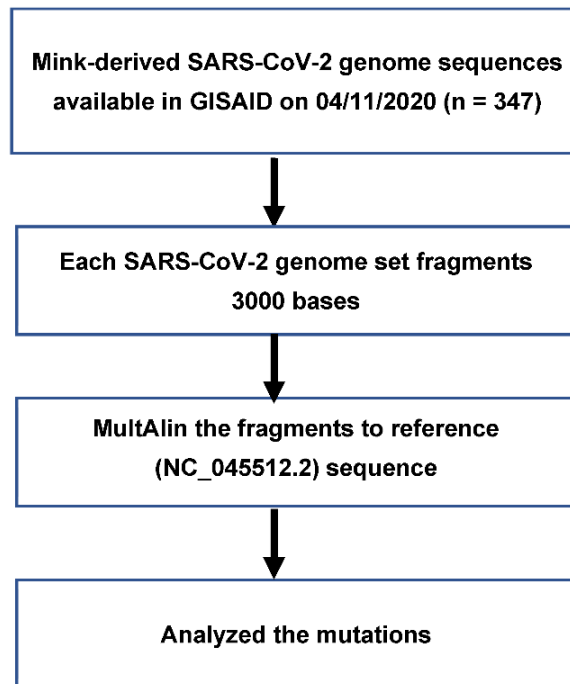 Mink-derived SARS-CoV-2 genome sequences
available in GISAID on 04/11/2020 (n = 347)
Each SARS-CoV-2 genome set fragments
3000 bases
MultAlin the fragments to reference
(NC_045512.2) sequence
Analyzed the mutations